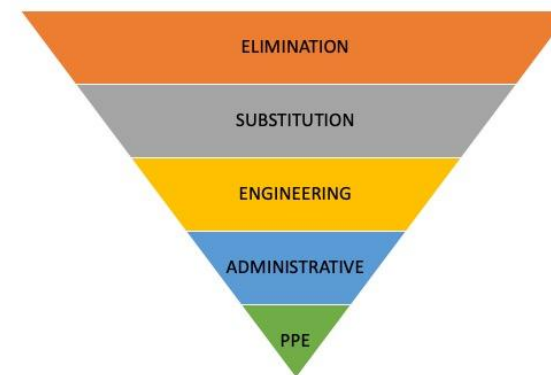 ELIMINATION
SUBSTITUTION
ENGINEERING
ADMINISTRATIVE
PPE